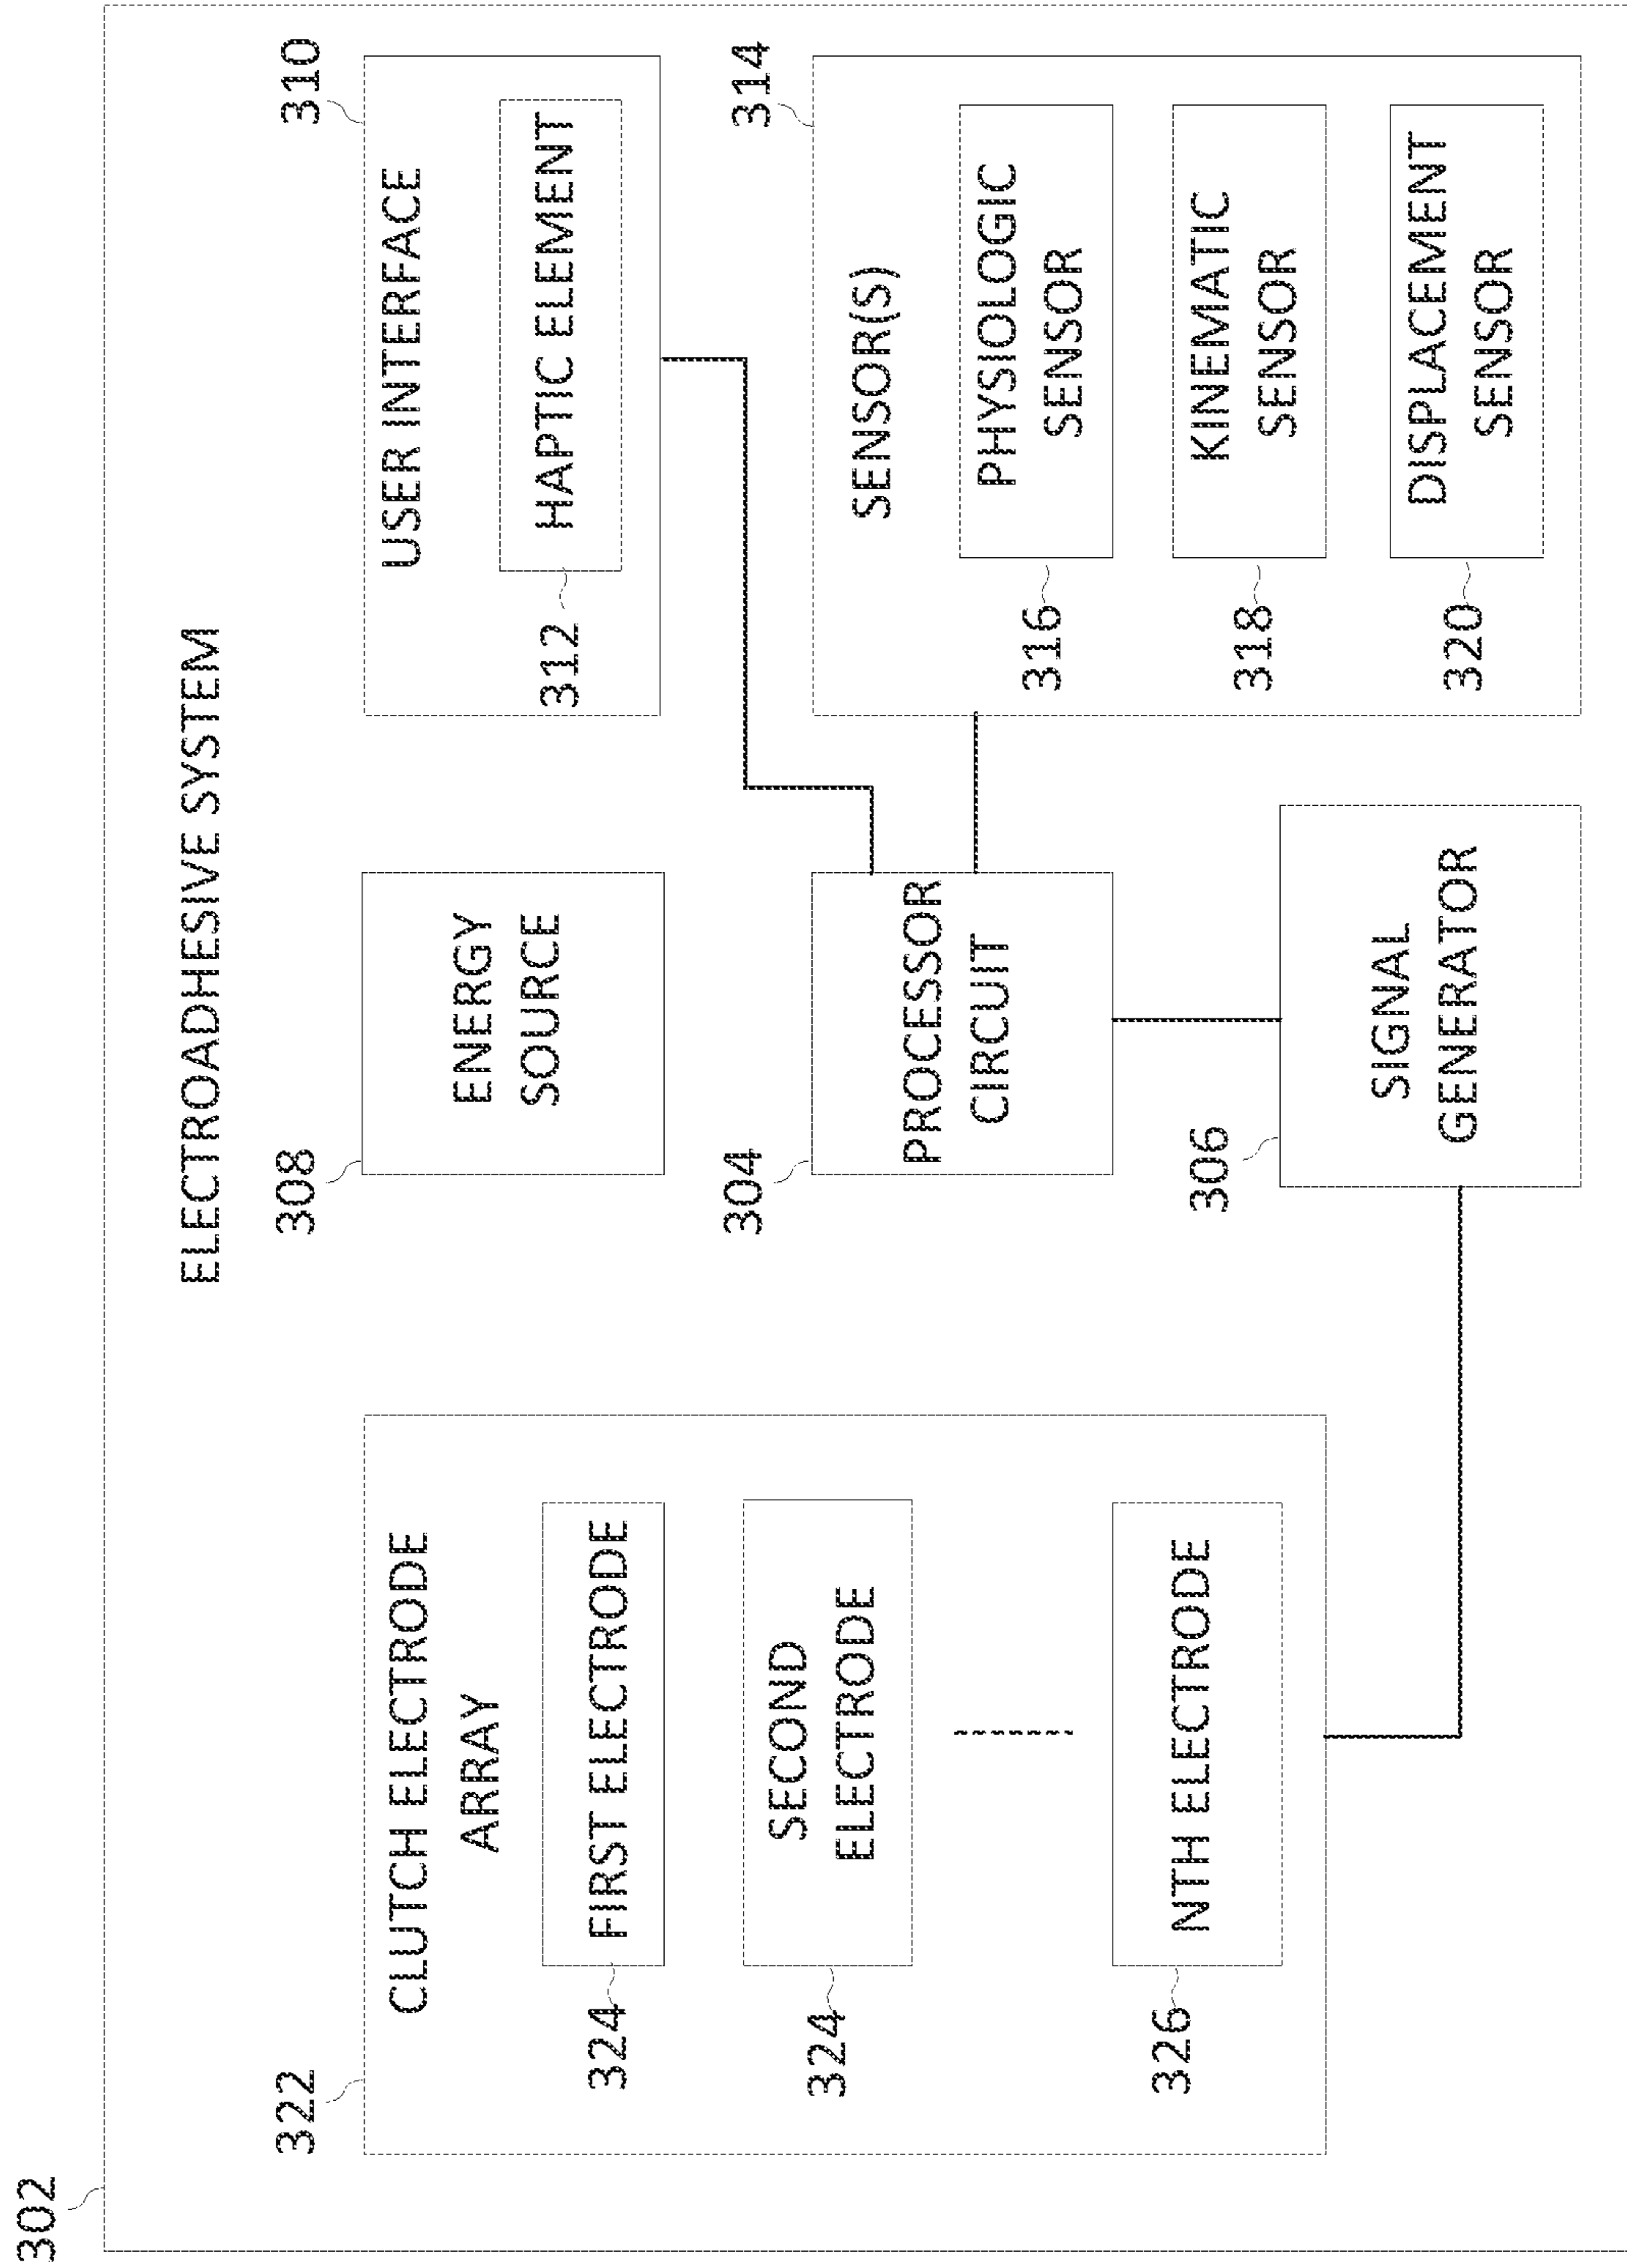 302
ELECTROADHESIVE SYSTEM
322
CLUTCH ELECTRODE
ARRAY
324
FIRST ELECTRODE
324
SECOND
ELECTRODE
326
NTH ELECTRODE
308
ENERGY
SOURCE
304
PROCESSOR
CIRCUIT
306
SIGNAL
GENERATOR
310
USER INTERFACE
312
HAPTIC ELEMENT
314
SENSOR(S)
316
PHYSIOLOGIC
SENSOR
318
KINEMATIC
SENSOR
320
DISPLACEMENT
SENSOR